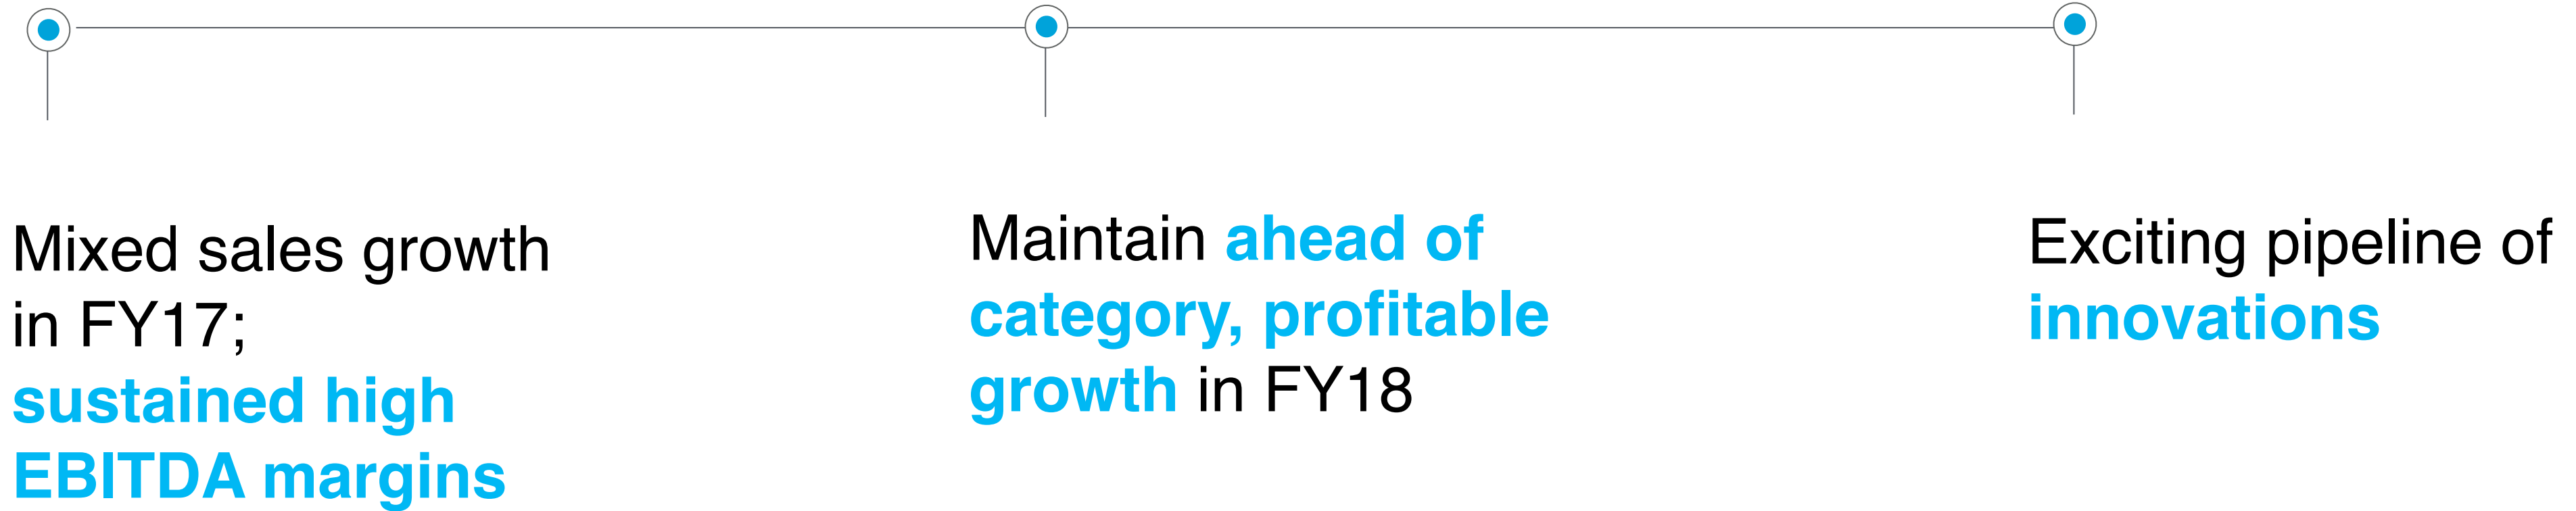 Mixed sales growth
in FY17;
sustained high
EBITDA margins
Maintain ahead of
category, profitable
growth in FY18
Exciting pipeline of
innovations